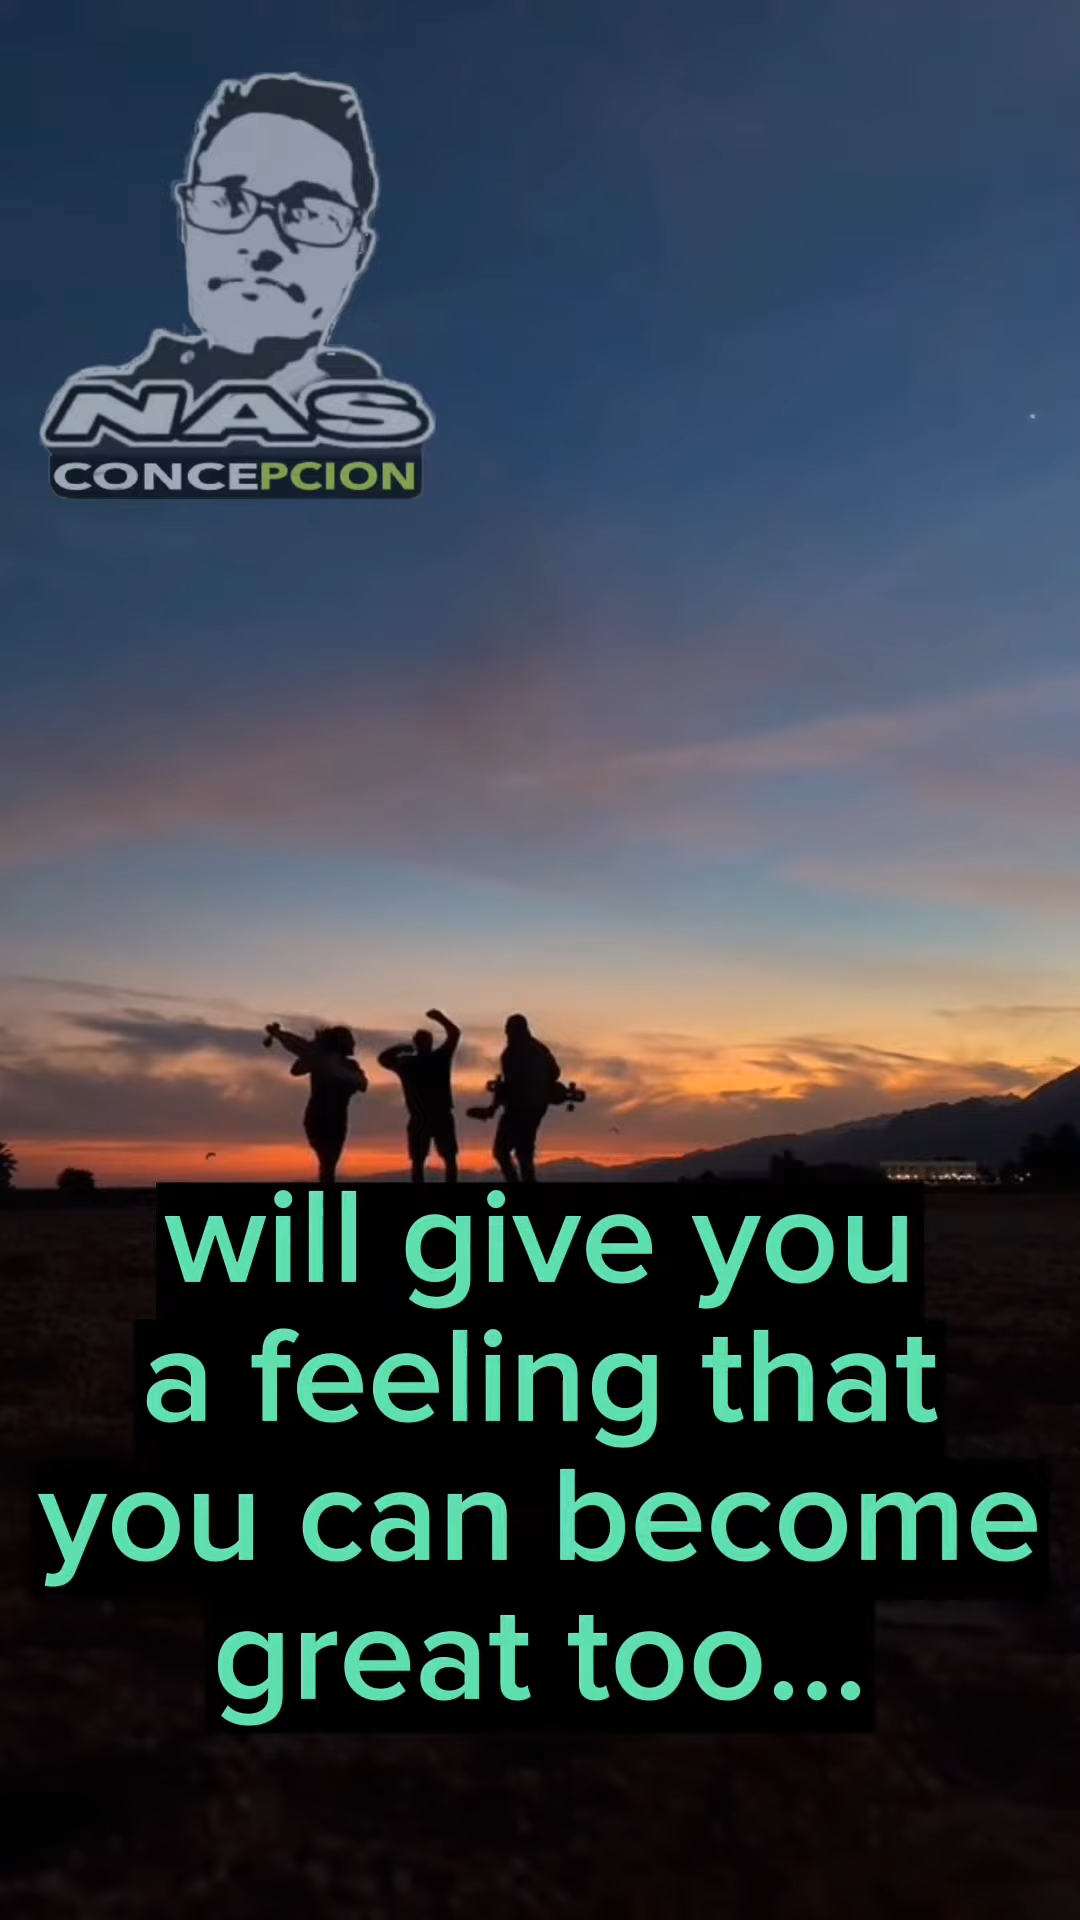 NAS
CONCEPCION
will give you
a feeling that
you can become
great too...